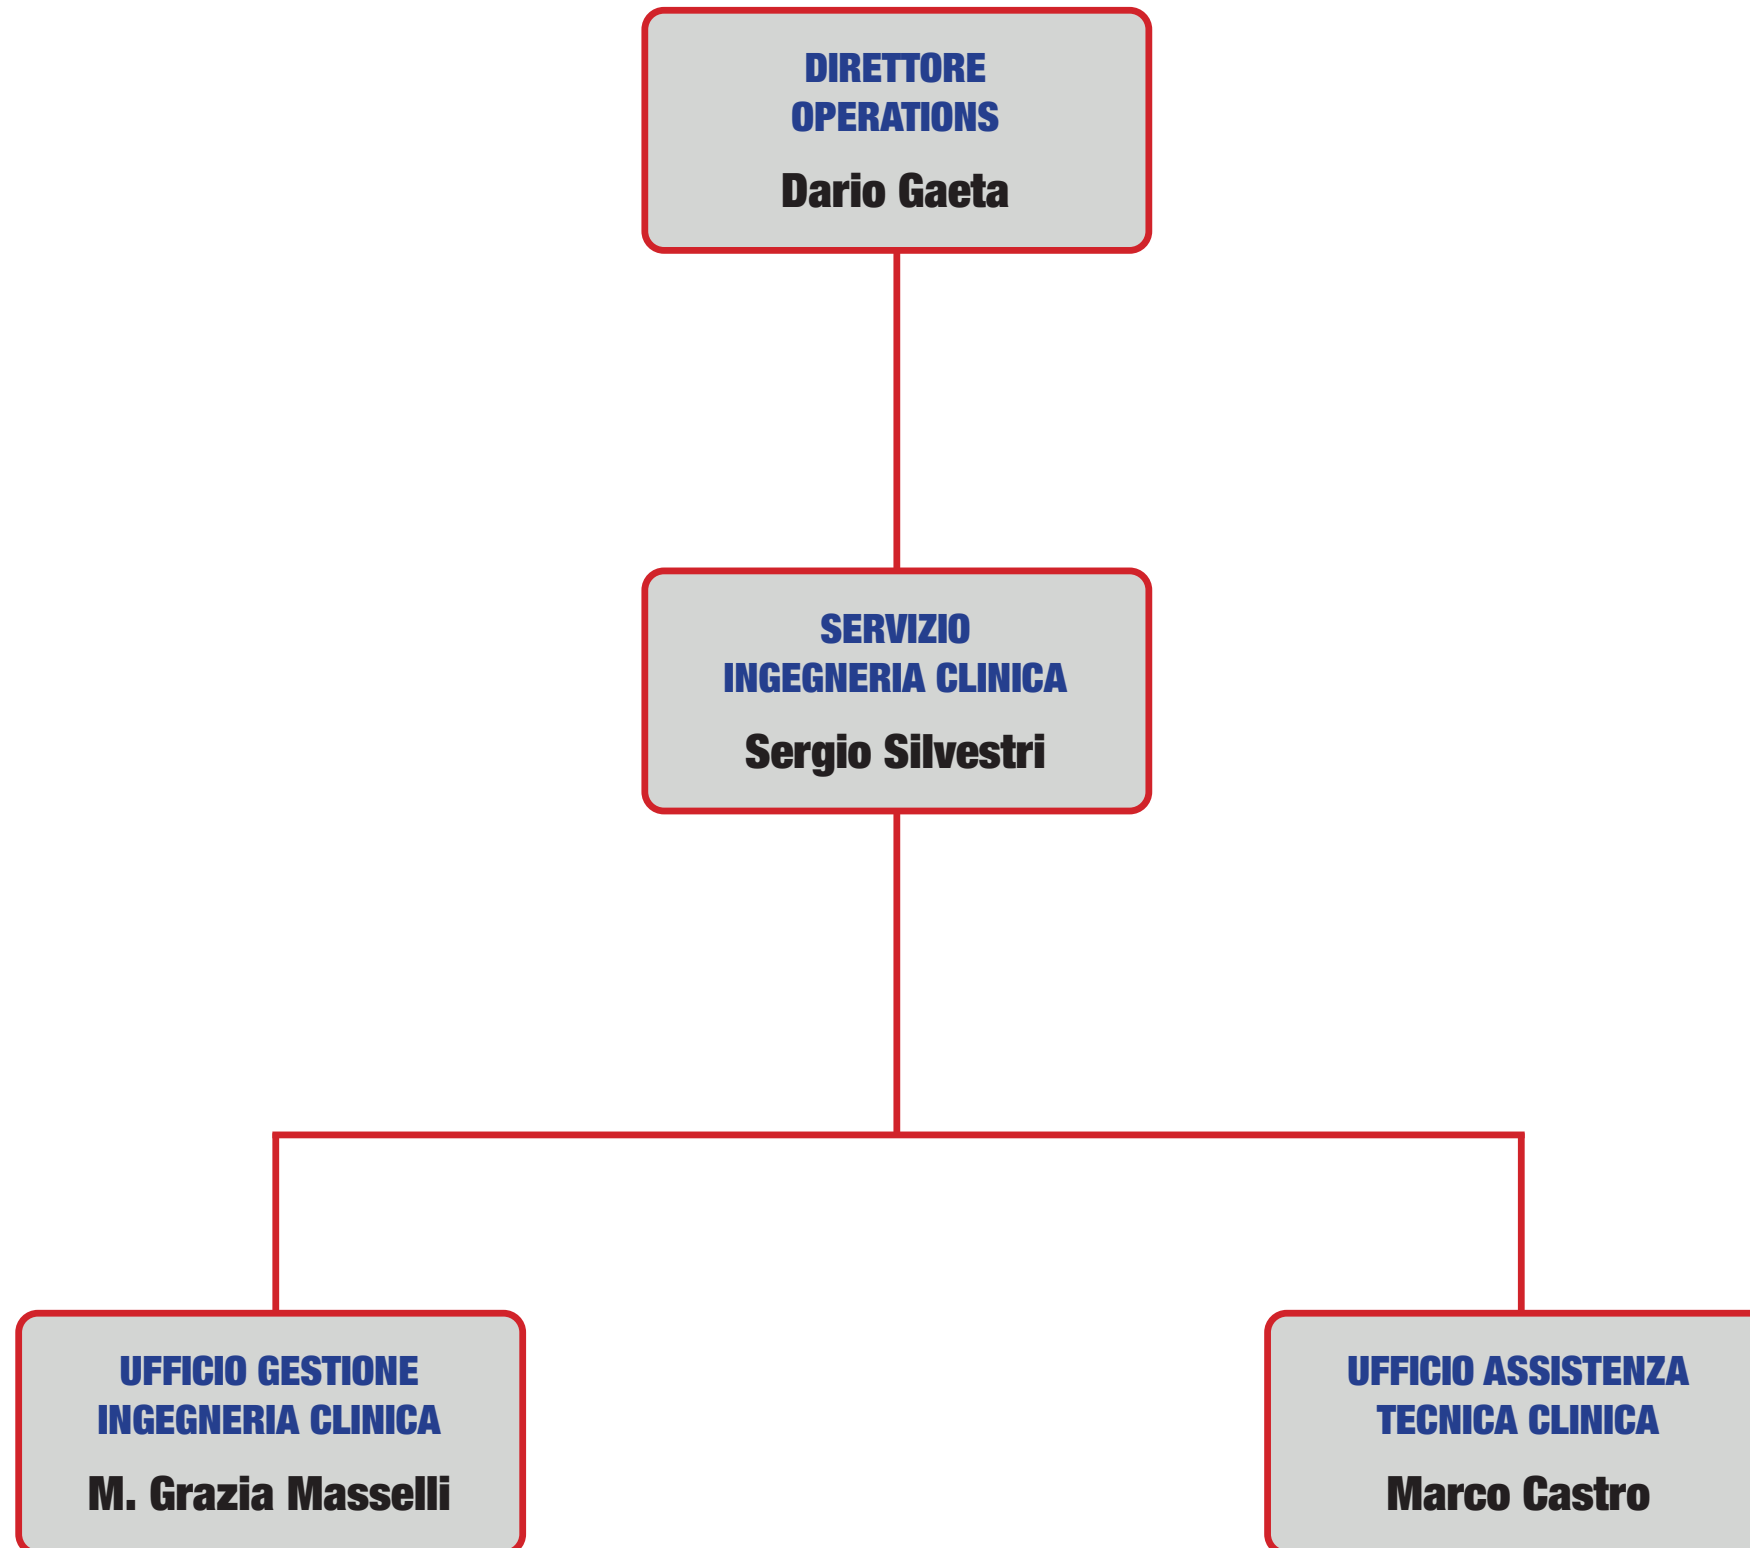 DIRETTORE
OPERATIONS
Dario Gaeta
SERVIZIO
INGEGNERIA CLINICA
Sergio Silvestri
UFFICIO GESTIONE
INGEGNERIA CLINICA
M. Grazia Masselli
UFFICIO ASSISTENZA
TECNICA CLINICA
Marco Castro